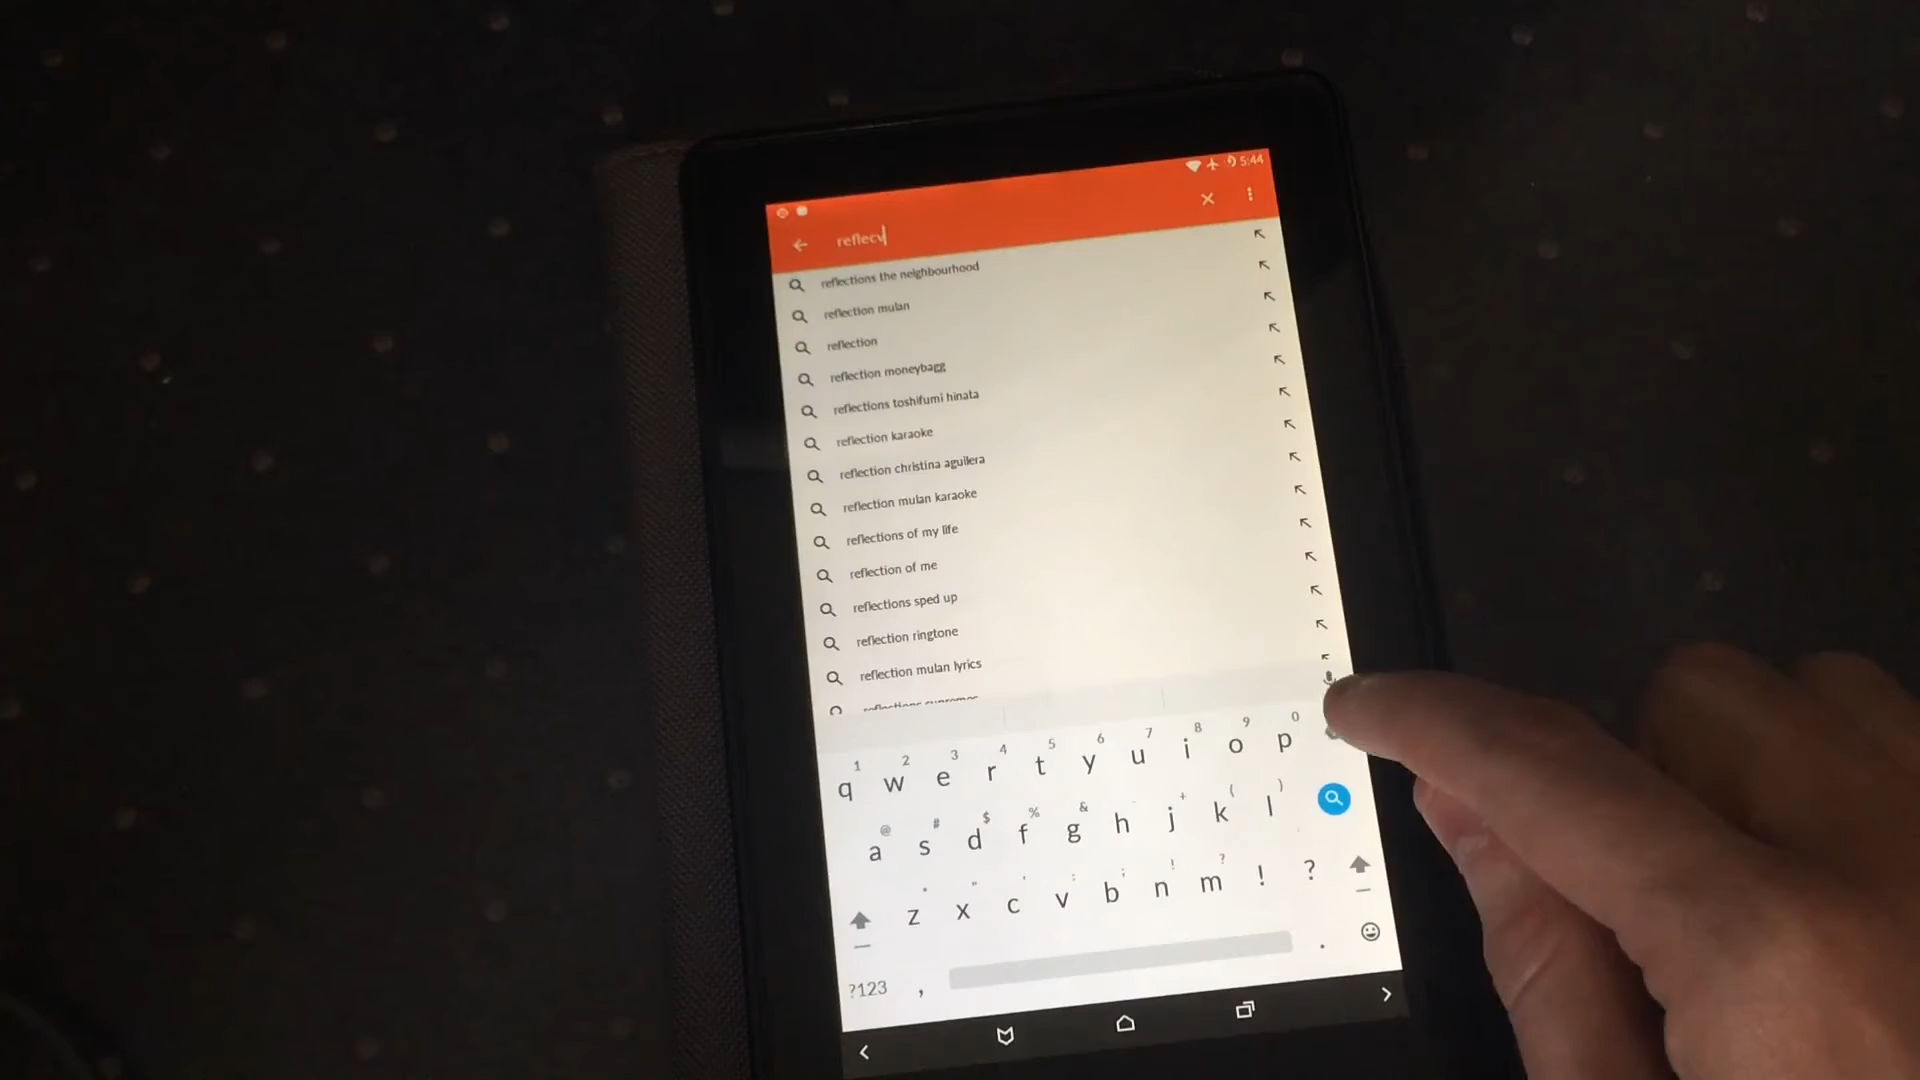 5:44
reflecv
reflections the neighbourhood
reflection mulan
reflection
reflection moneybagg
reflections toshifumi hinata
reflection karaoke
reflection christina aguilera
reflection mulan karaoke
reflections of my life
reflection of me
reflections sped up
reflection ringtone
reflection mulan lyrics
1 2 3 4 5 6 7 8 9 0
q w e r t y u i o p
@ # $ % & + ( )
a s d f g h j k l
z x c v b n m ! ?
?123 , .